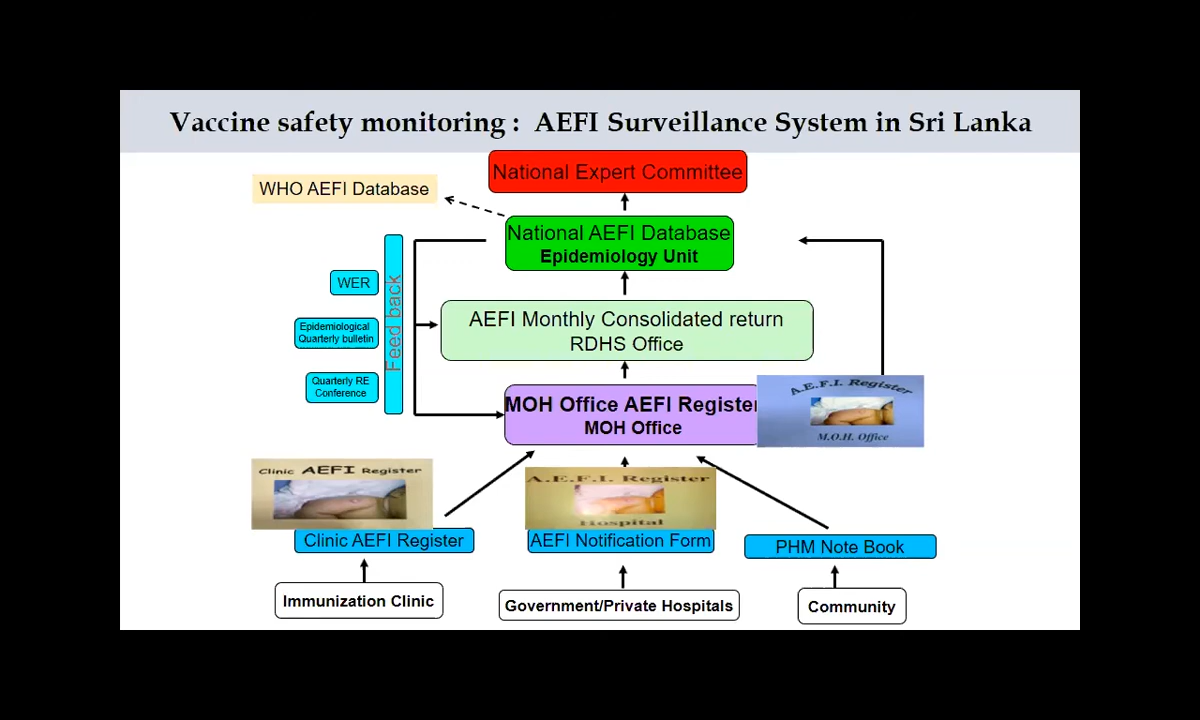 Vaccine safety monitoring : AEFI Surveillance System in Sri Lanka
National Expert Committee
WHO AEFI Database
National AEFI Database
Epidemiology Unit
Feed back
WER
Epidemiological
Quarterly bulletin
Quarterly RE
Conference
AEFI Monthly Consolidated return
RDHS Office
MOH Office AEFI Register
MOH Office
A.E.F.I. Register
M.O.H. Office
Clinic AEFI Register
A.E.F.I. Register
Hospital
Clinic AEFI Register
AEFI Notification Form
PHM Note Book
Immunization Clinic
Government/Private Hospitals
Community